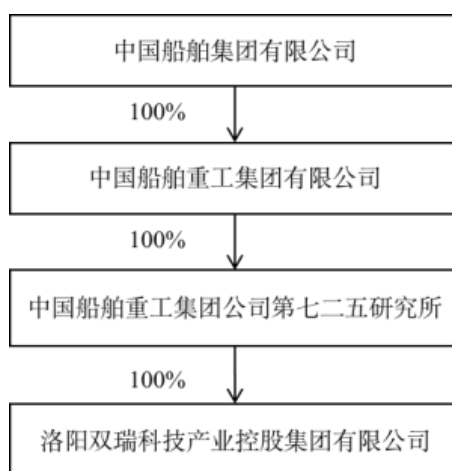 中国船舶集团有限公司
100%
中国船舶重工集团有限公司
100%
中国船舶重工集团公司第七二五研究所
100%
洛阳双瑞科技产业控股集团有限公司